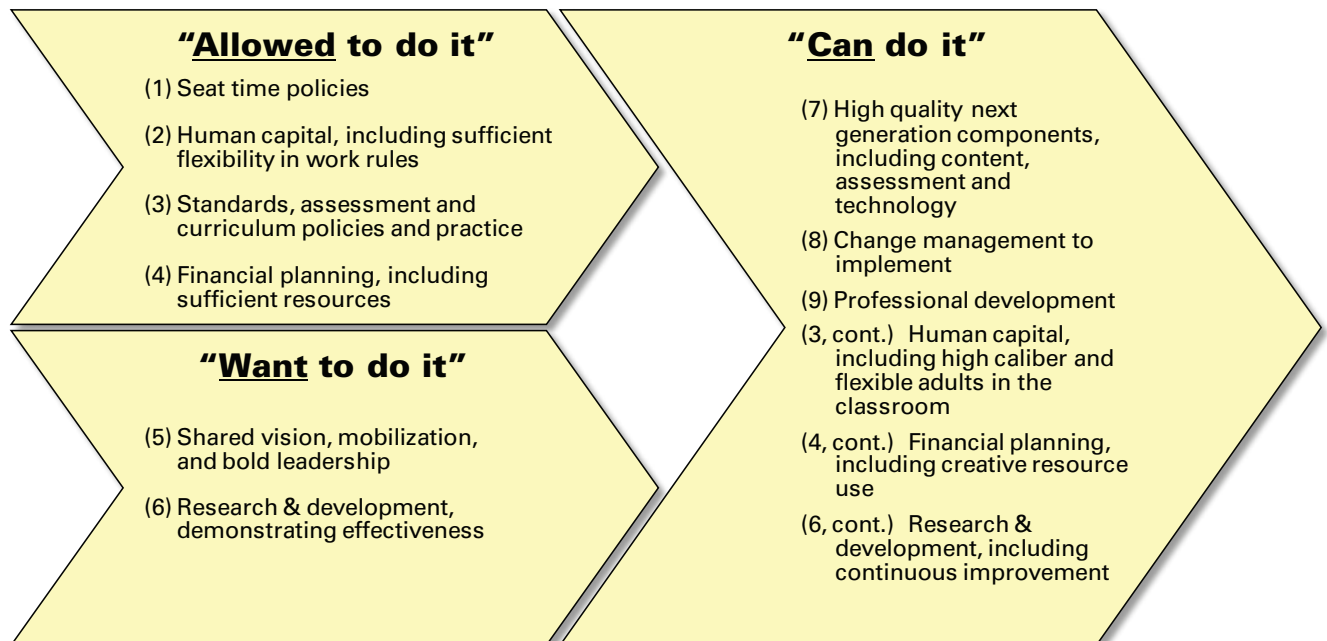 “Allowed to do it”
(1) Seat time policies
(2) Human capital, including sufficient
flexibility in work rules
(3) Standards, assessment and
curriculum policies and practice
(4) Financial planning, including
sufficient resources
“Want to do it”
(5) Shared vision, mobilization,
and bold leadership
(6) Research & development,
demonstrating effectiveness
“Can do it”
(7) High quality next
generation components,
including content,
assessment and
technology
(8) Change management to
implement
(9) Professional development
(3, cont.) Human capital,
including high caliber and
flexible adults in the
classroom
(4, cont.) Financial planning,
including creative resource
use
(6, cont.) Research &
development, including
continuous improvement